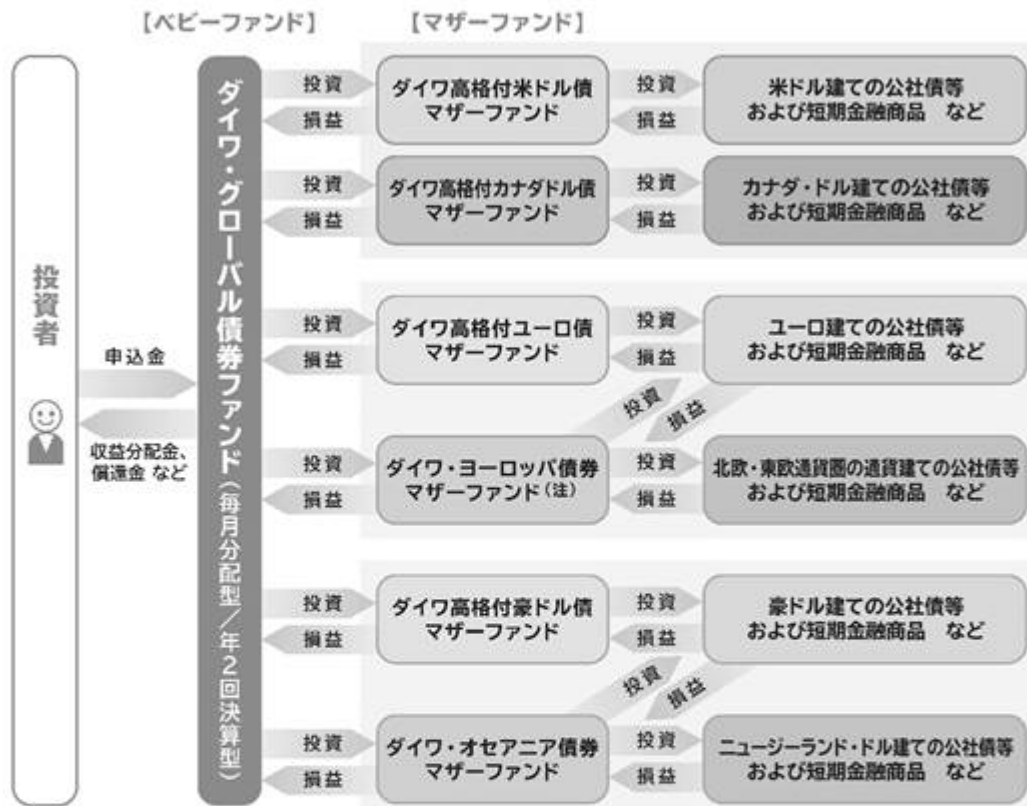 【ベビーファンド】
【マザーファンド】
投資者
申込金
収益分配金、
償還金 など
ダイワ・グローバル債券ファンド（毎月分配型／年２回決算型）
投資
損益
ダイワ高格付米ドル債
マザーファンド
投資
損益
米ドル建ての公社債等
および短期金融商品 など
投資
損益
ダイワ高格付カナダドル債
マザーファンド
投資
損益
カナダ・ドル建ての公社債等
および短期金融商品 など
投資
損益
ダイワ高格付ユーロ債
マザーファンド
投資
損益
ユーロ建ての公社債等
および短期金融商品 など
投資
損益
投資
損益
ダイワ・ヨーロッパ債券
マザーファンド（注）
投資
損益
北欧・東欧通貨圏の通貨建ての公社債等
および短期金融商品 など
投資
損益
ダイワ高格付豪ドル債
マザーファンド
投資
損益
豪ドル建ての公社債等
および短期金融商品 など
投資
損益
投資
損益
ダイワ・オセアニア債券
マザーファンド
投資
損益
ニュージーランド・ドル建ての公社債等
および短期金融商品 など